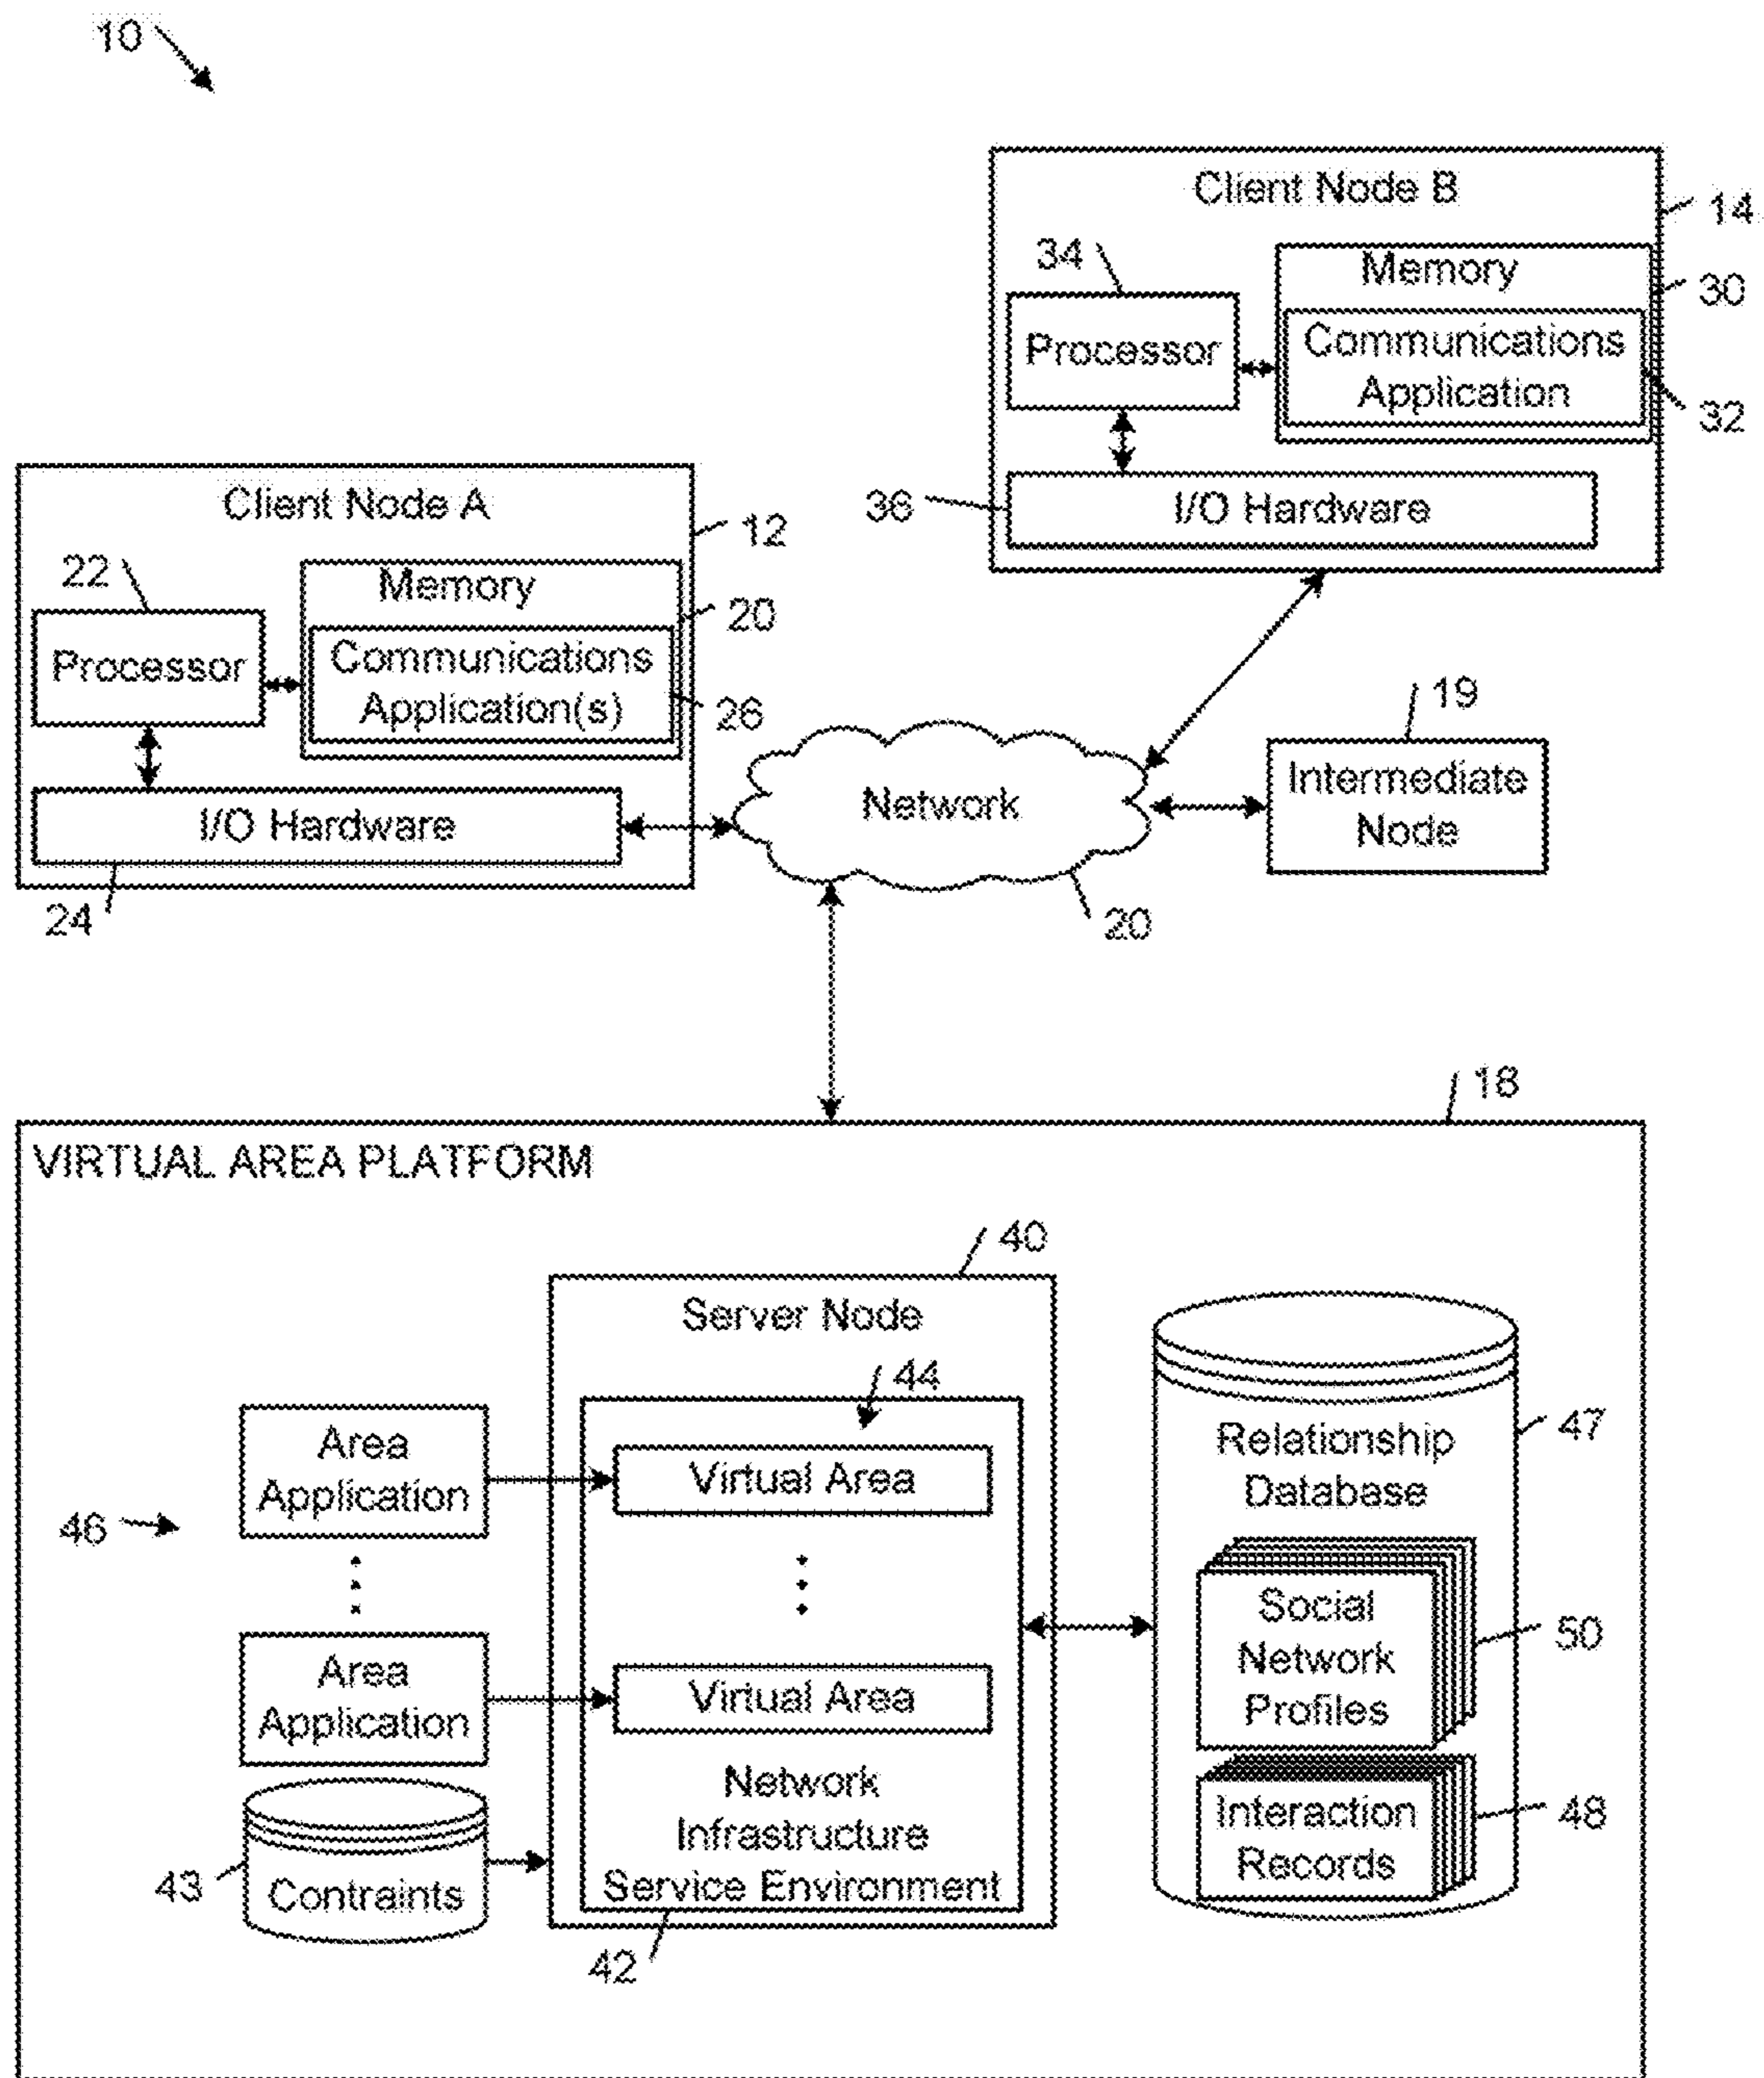 10
Client Node B
14
34
Memory
30
Processor
Communications
Application
32
36
I/O Hardware
Client Node A
12
22
Memory
20
Processor
Communications
Application(s)
26
I/O Hardware
24
Network
20
19
Intermediate
Node
18
VIRTUAL AREA PLATFORM
40
Server Node
44
Area
Application
Virtual Area
46
Area
Application
Virtual Area
Network
Infrastructure
Service Environment
42
43
Contraints
47
Relationship
Database
Social
Network
Profiles
50
Interaction
Records
48